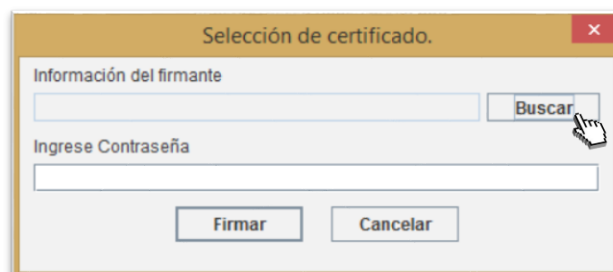 Selección de certificado.
Información del firmante
Buscar
Ingrese Contraseña
Firmar Cancelar